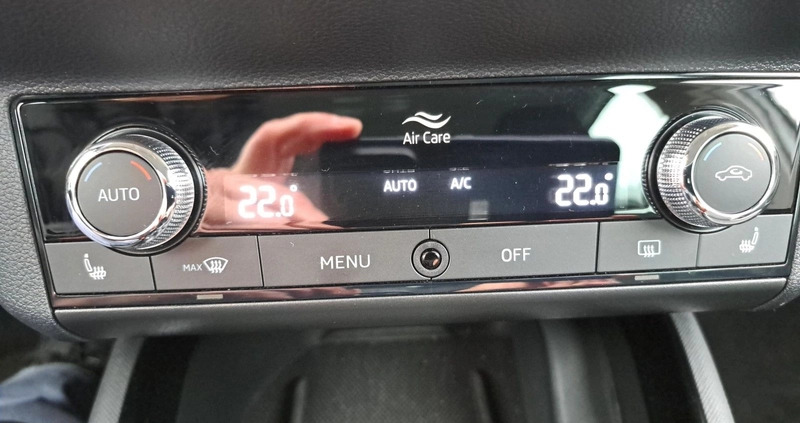 Air Care
AUTO
22.0°
AUTO A/C
22.0°
MAX
MENU
OFF